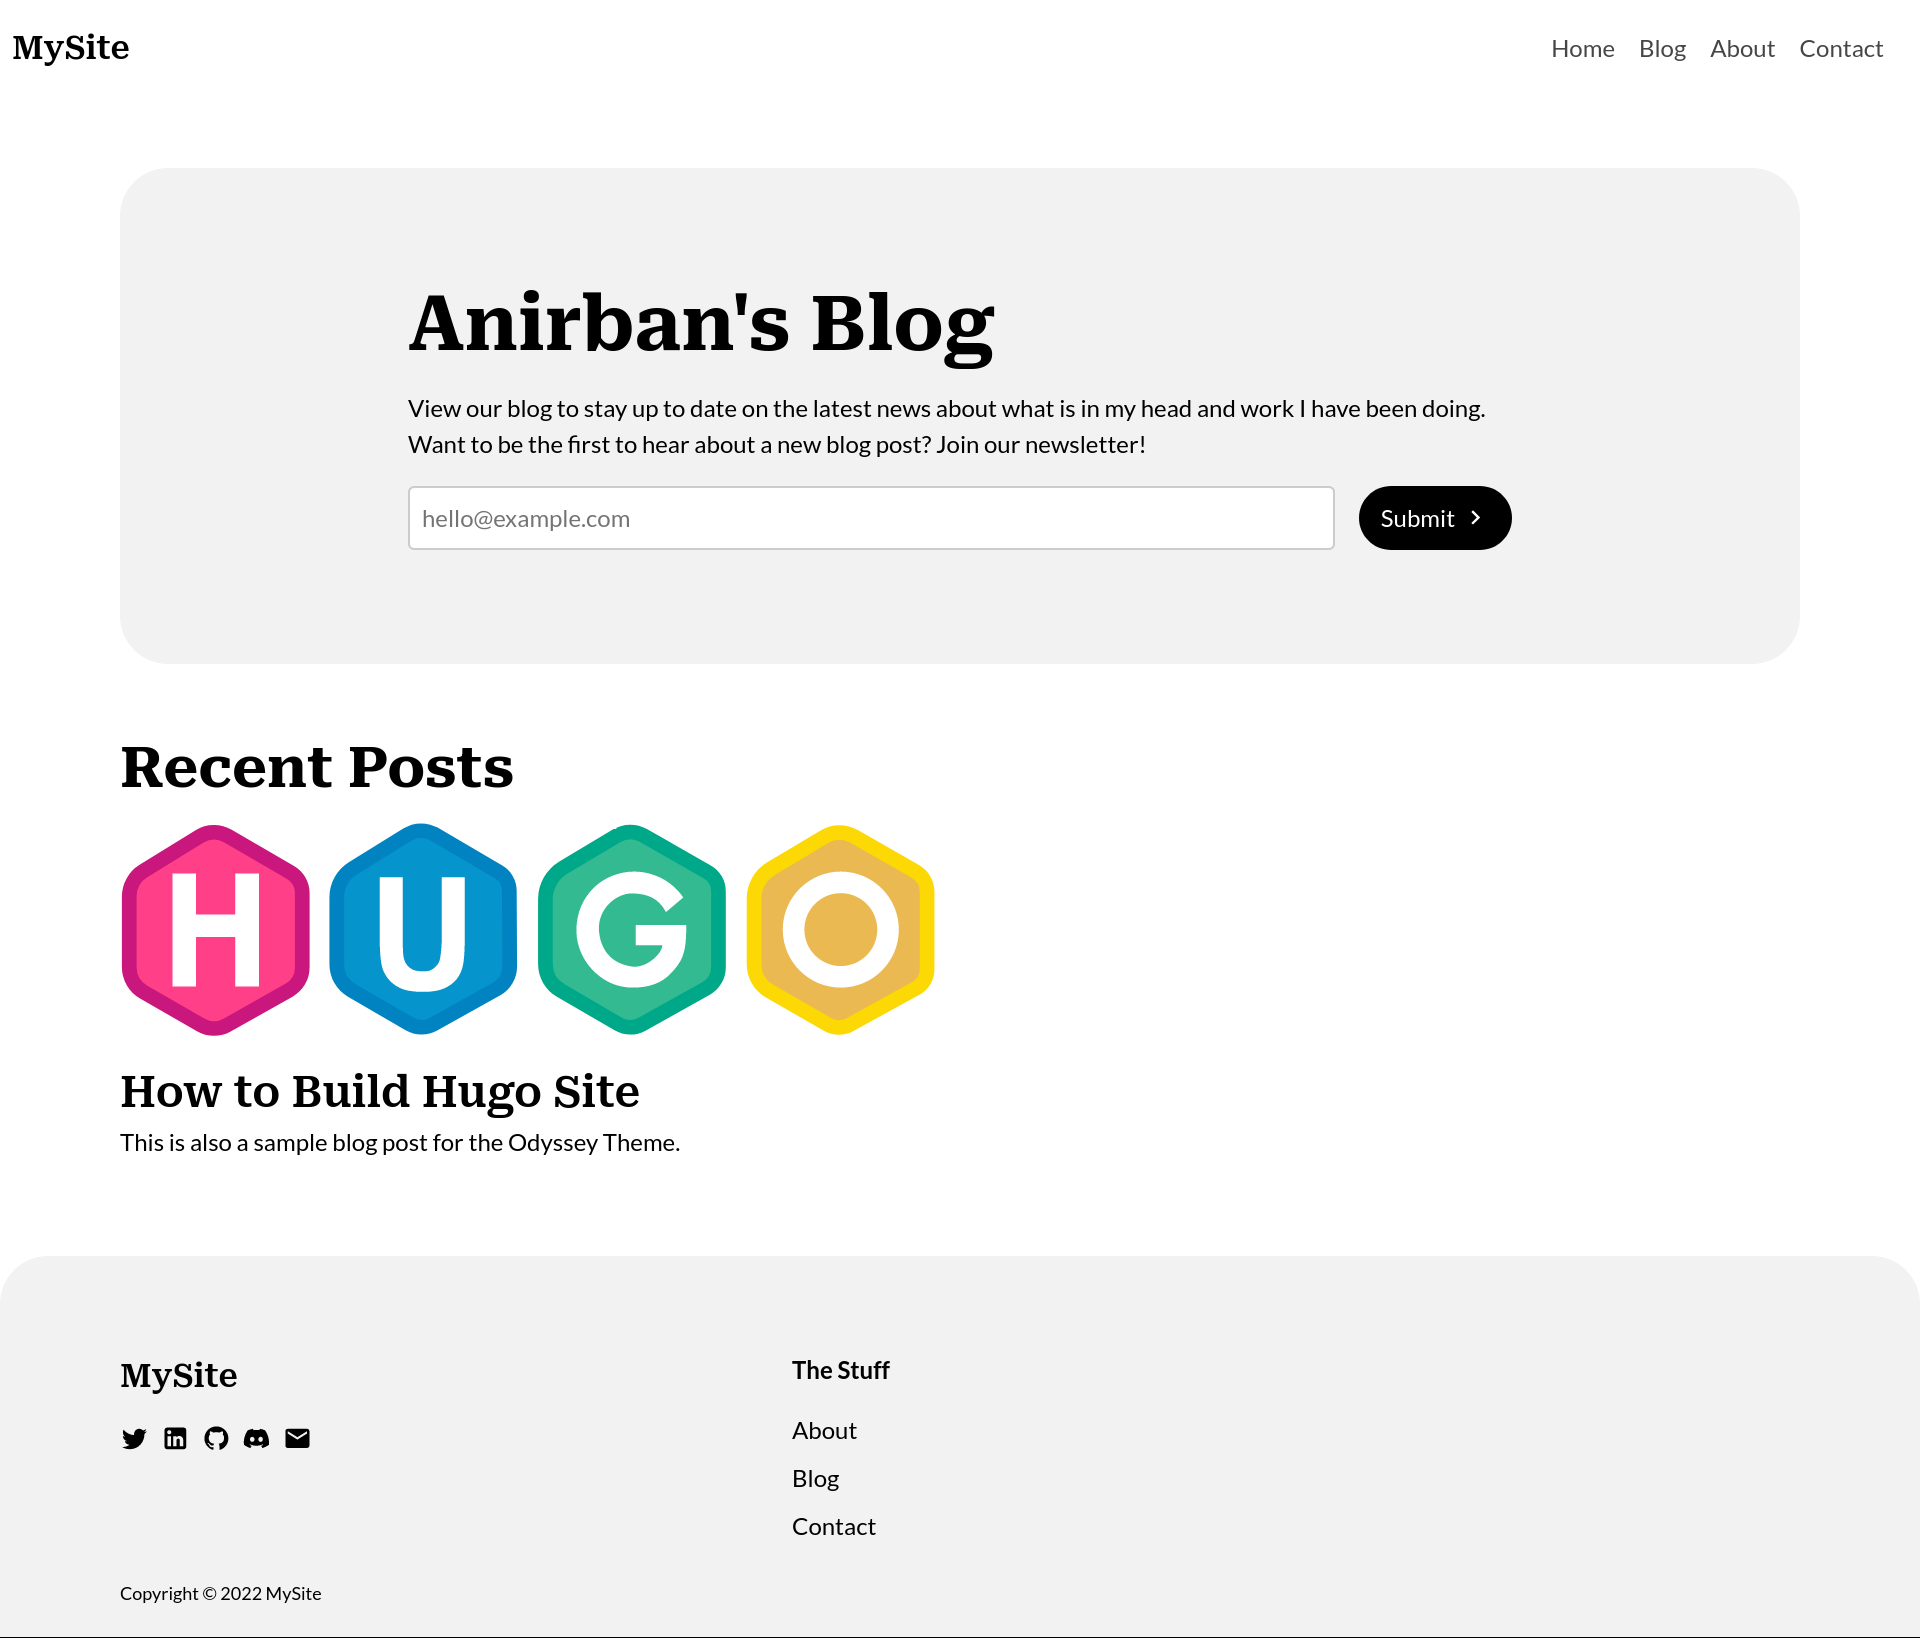 MySite
Home Blog About Contact
Anirban's Blog
View our blog to stay up to date on the latest news about what is in my head and work I have been doing.
Want to be the first to hear about a new blog post? Join our newsletter!
hello@example.com
Submit
Recent Posts
HUGO
How to Build Hugo Site
This is also a sample blog post for the Odyssey Theme.
MySite
The Stuff
About
Blog
Contact
Copyright © 2022 MySite